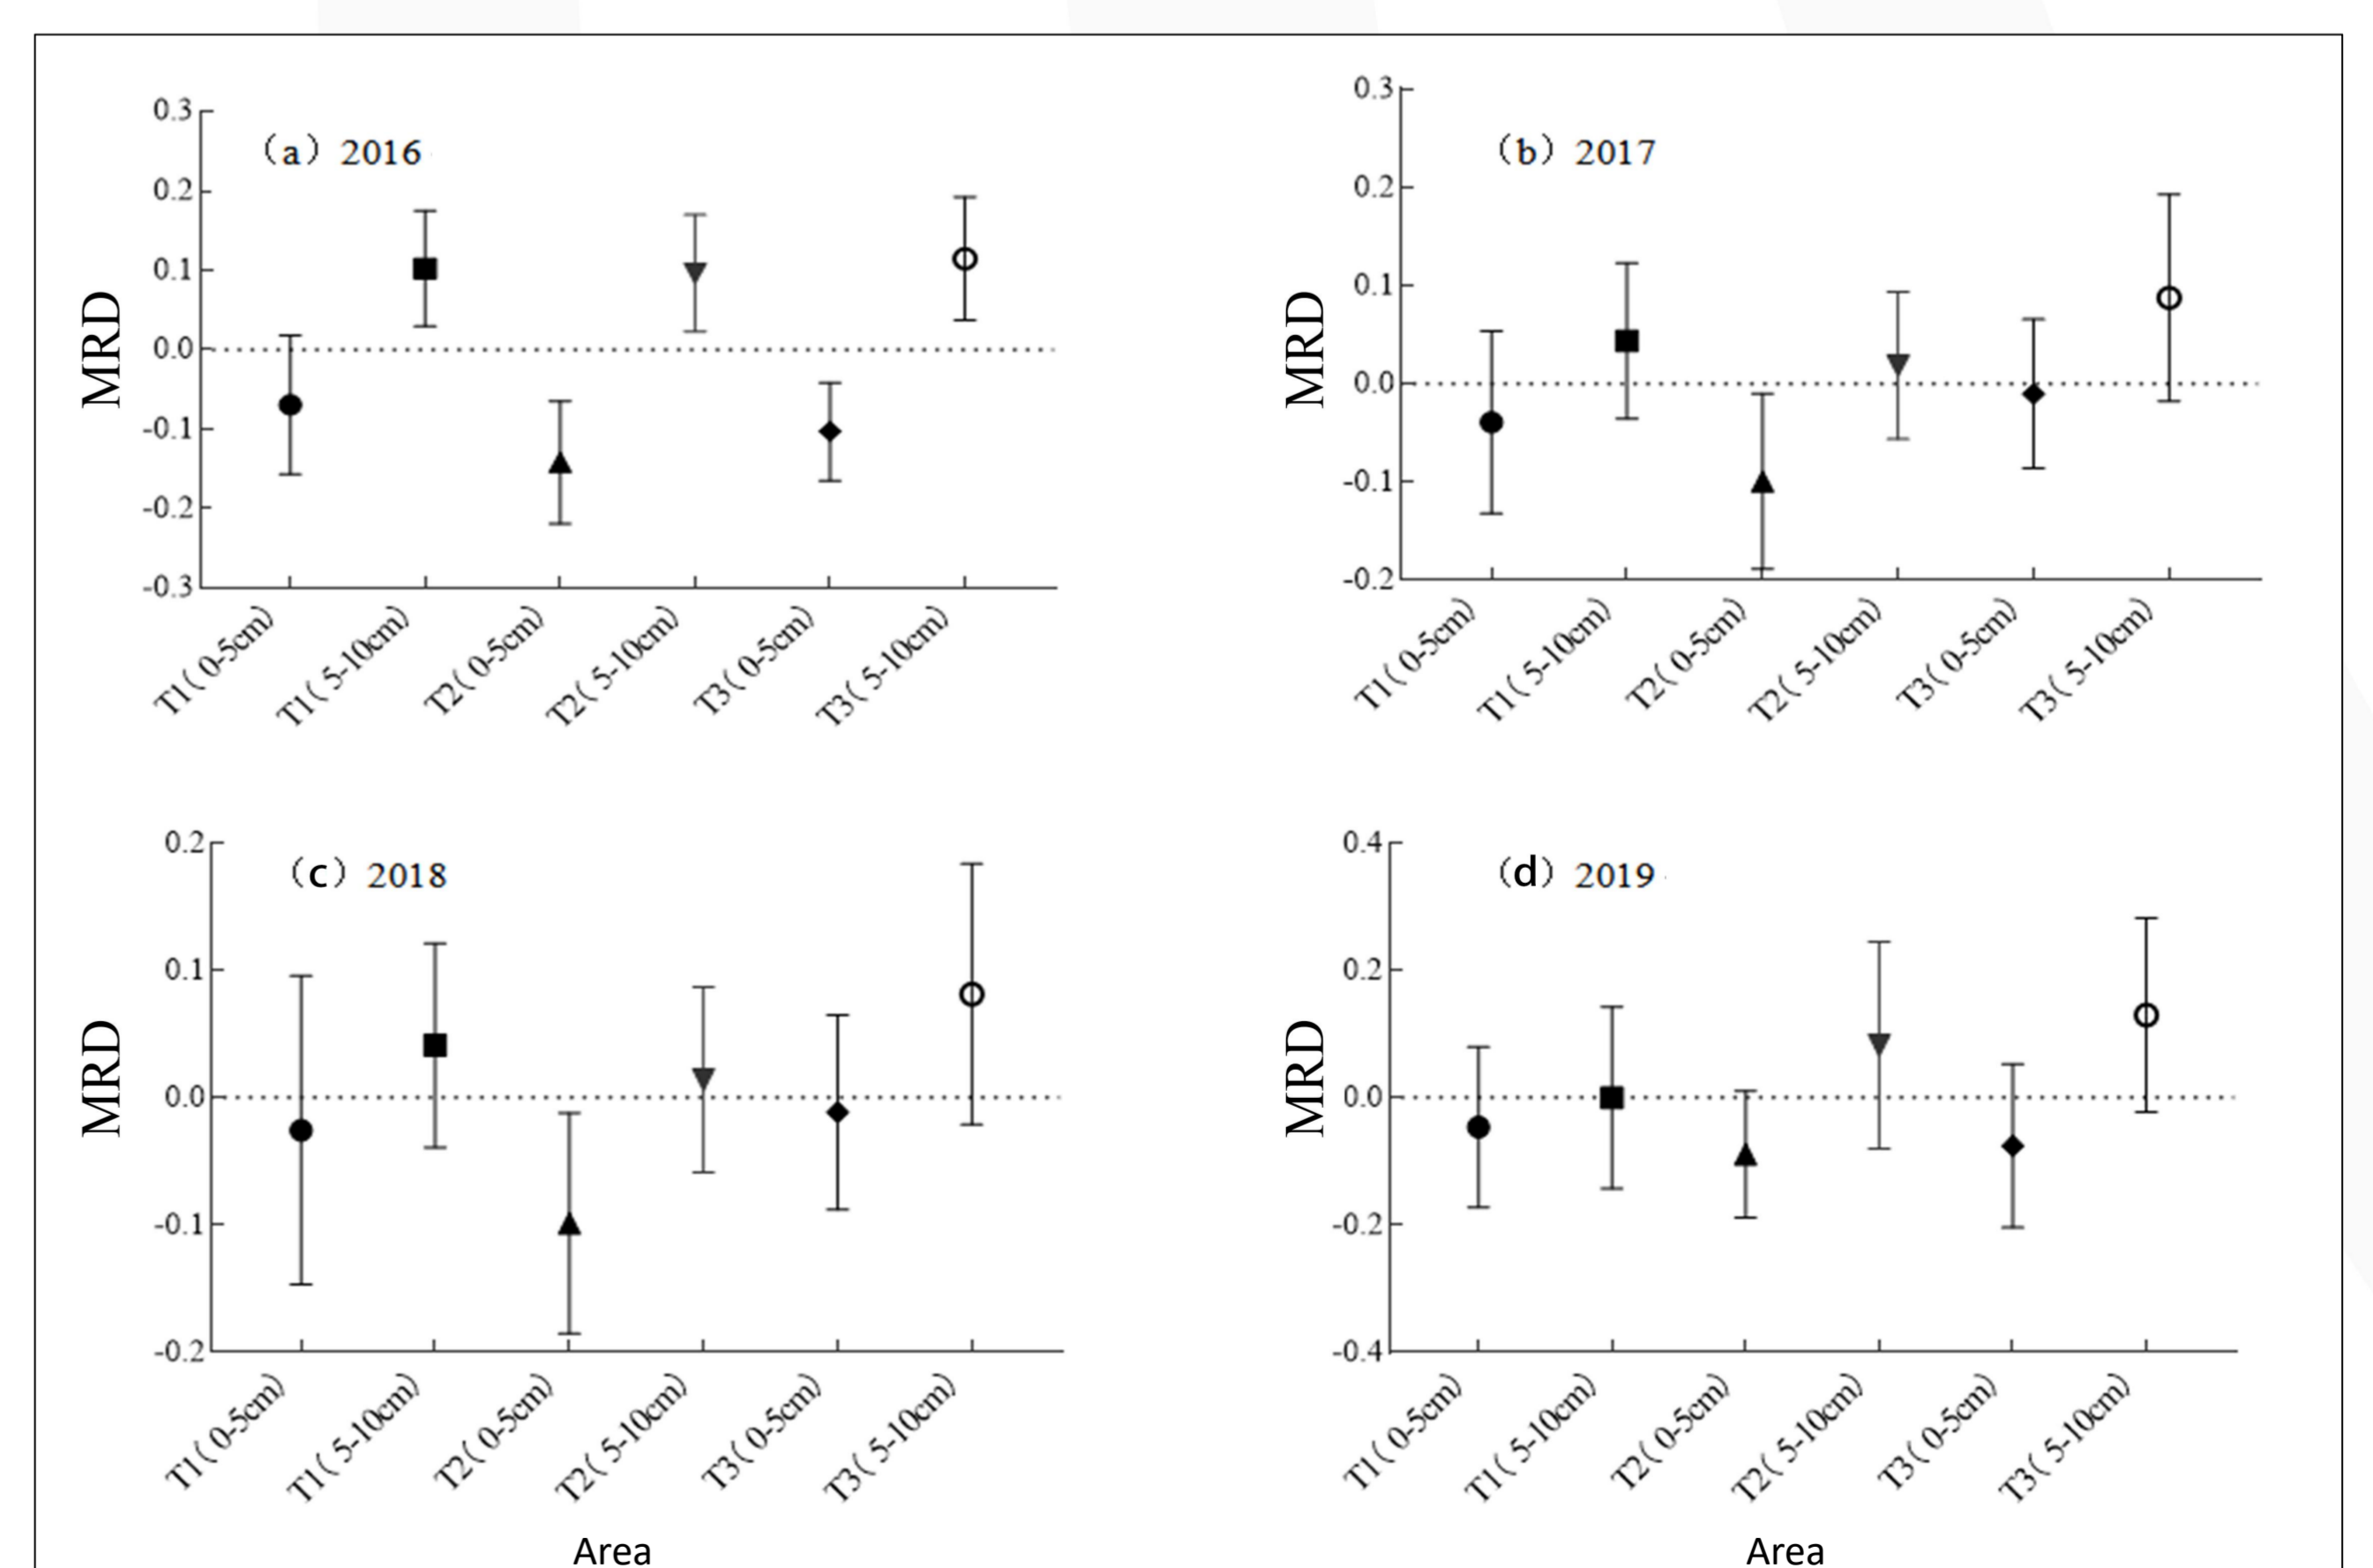 (a) 2016
MRD
0.3
0.2
0.1
0.0
-0.1
-0.2
-0.3
T1( 0-5cm)
T1( 5-10cm)
T2( 0-5cm)
T2( 5-10cm)
T3( 0-5cm)
T3( 5-10cm)
(b) 2017
MRD
0.3
0.2
0.1
0.0
-0.1
-0.2
T1( 0-5cm)
T1( 5-10cm)
T2( 0-5cm)
T2( 5-10cm)
T3( 0-5cm)
T3( 5-10cm)
(c) 2018
MRD
0.2
0.1
0.0
-0.1
-0.2
T1( 0-5cm)
T1( 5-10cm)
T2( 0-5cm)
T2( 5-10cm)
T3( 0-5cm)
T3( 5-10cm)
Area
(d) 2019
MRD
0.4
0.2
0.0
-0.2
-0.4
T1( 0-5cm)
T1( 5-10cm)
T2( 0-5cm)
T2( 5-10cm)
T3( 0-5cm)
T3( 5-10cm)
Area